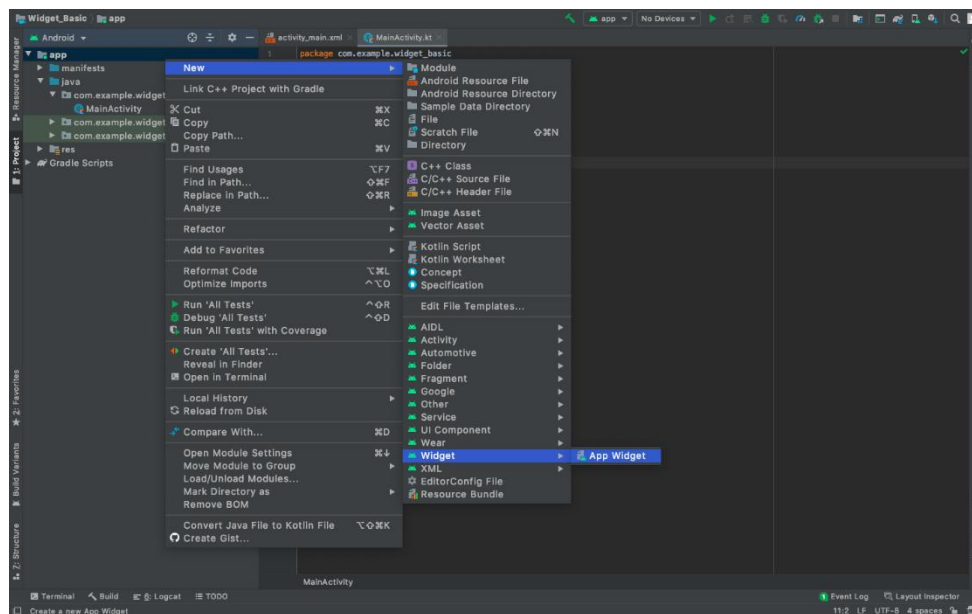 Widget_Basic
app
app
No Devices
Android
activity_main.xml
MainActivity.kt
1
package com.example.widget_basic
app
manifests
java
com.example.widget
MainActivity
com.example.widget
com.example.widget
res
Gradle Scripts
Resource Manager
1: Project
2: Favorites
Build Variants
Z: Structure
New
Link C++ Project with Gradle
Cut ⌘X
Copy ⌘C
Copy Path...
Paste ⌘V
Find Usages ⌥F7
Find in Path... ⇧⌘F
Replace in Path... ⇧⌘R
Analyze
Refactor
Add to Favorites
Reformat Code ⌥⌘L
Optimize Imports ^⌥O
Run 'All Tests' ^⇧R
Debug 'All Tests' ^⇧D
Run 'All Tests' with Coverage
Create 'All Tests'...
Reveal in Finder
Open in Terminal
Local History
Reload from Disk
Compare With... ⌘D
Open Module Settings ⌘↓
Move Module to Group
Load/Unload Modules...
Mark Directory as
Remove BOM
Convert Java File to Kotlin File ⌥⇧⌘K
Create Gist...
Module
Android Resource File
Android Resource Directory
Sample Data Directory
File
Scratch File ⇧⌘N
Directory
C++ Class
C/C++ Source File
C/C++ Header File
Image Asset
Vector Asset
Kotlin Script
Kotlin Worksheet
Concept
Specification
Edit File Templates...
AIDL
Activity
Automotive
Folder
Fragment
Google
Other
Service
UI Component
Wear
Widget
XML
EditorConfig File
Resource Bundle
App Widget
MainActivity
Terminal
Build
6: Logcat
TODO
1 Event Log
Layout Inspector
Create a new App Widget
11:2 LF UTF-8 4 spaces